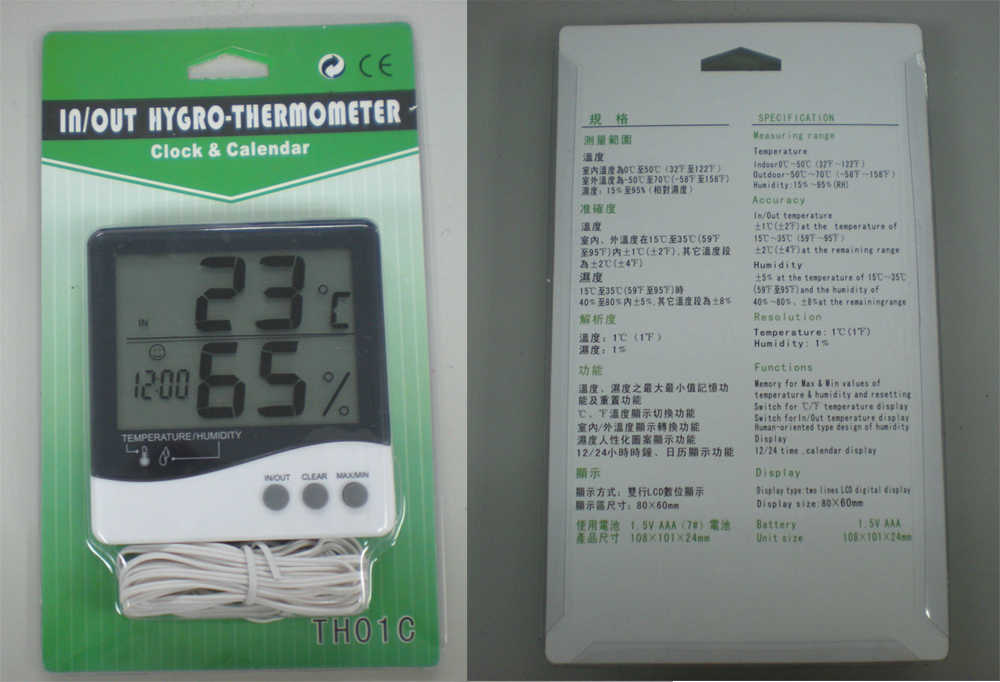 CE
IN/OUT HYGRO-THERMOMETER
Clock & Calendar
23 °C
IN
12:00 65 %
TEMPERATURE/HUMIDITY
IN/OUT CLEAR MAX/MIN
TH01C
規 格
測量範圍
溫度
室內溫度為0℃至50℃(32℉至122℉)
室外溫度為-50℃至70℃(-58℉至158℉)
濕度:15%至95%(相對濕度)
准確度
溫度
室內、外溫度在15℃至35℃(59℉
至95℉)內±1℃(±2℉),其它溫度段
為±2℃(±4℉)
濕度
15℃至35℃(59℉至95℉)時
40%至80%內±5%,其它溫度段為±8%
解析度
溫度:1℃(1℉)
濕度:1%
功能
溫度、濕度之最大最小值記憶功
能及重置功能
℃、℉溫度顯示切換功能
室內/外溫度顯示轉換功能
濕度人性化圖案顯示功能
12/24小時時鐘、日历顯示功能
顯示
顯示方式:雙行LCD數位顯示
顯示區尺寸:80×60mm
使用電池 1.5V AAA(7#)電池
產品尺寸 108×101×24mm
SPECIFICATION
Measuring range
Temperature
Indoor0℃~50℃(32℉~122℉)
Outdoor-50℃~70℃(-58℉~158℉)
Humidity:15%~95%(RH)
Accuracy
In/Out temperature
±1℃(±2℉)at the temperature of
15℃~35℃(59℉~95℉)
±2℃(±4℉)at the remaining range
Humidity
±5% at the temperature of 15℃~35℃
(59℉至95℉)and the humidity of
40%~80%, ±8%at the remainingrange
Resolution
Temperature: 1℃(1℉)
Humidity: 1%
Functions
Memory for Max & Min values of
temperature & humidity and resetting
Switch for ℃/℉ temperature display
Switch forIn/Out temperature display
Human-oriented type design of humidity
Display
12/24 time ,calendar display
Display
Display type:two lines LCD digital display
Display size:80×60mm
Battery 1.5V AAA
Unit size 108×101×24mm